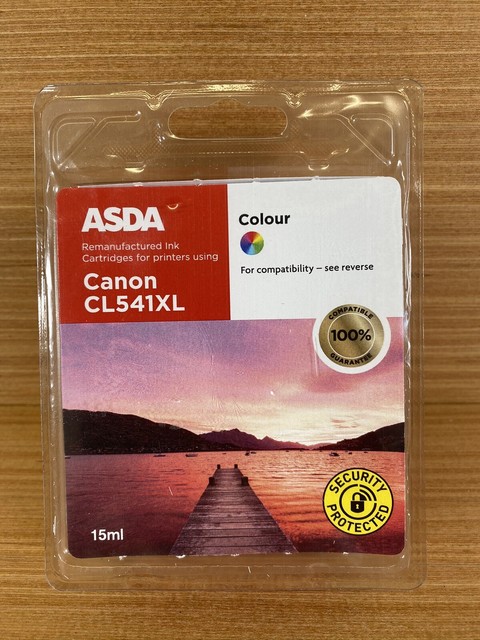 ASDA
Remanufactured Ink
Cartridges for printers using
Canon
CL541XL
Colour
For compatibility – see reverse
COMPATIBLE
100%
GUARANTEE
SECURITY
PROTECTED
15ml